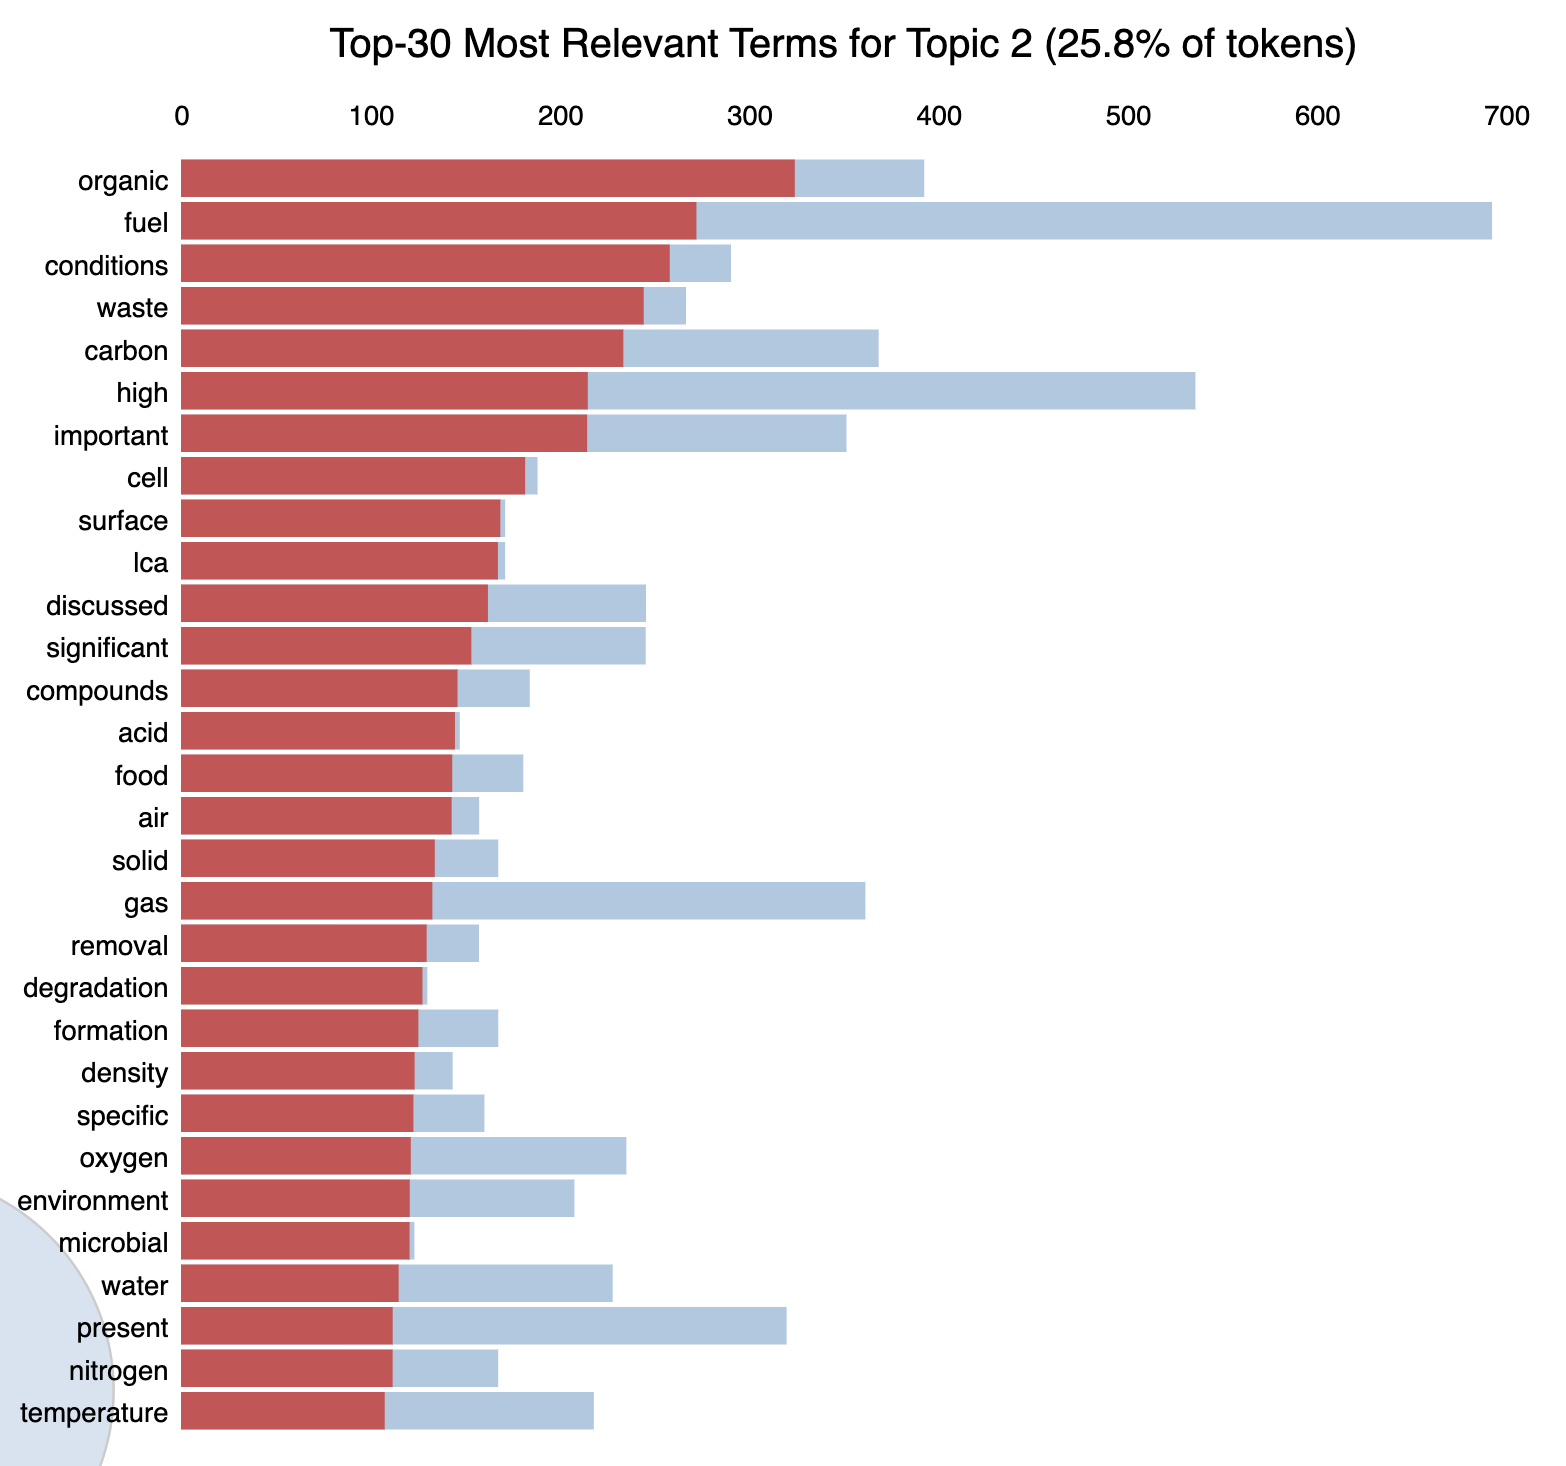 Top-30 Most Relevant Terms for Topic 2 (25.8% of tokens)
0 100 200 300 400 500 600 700
organic
fuel
conditions
waste
carbon
high
important
cell
surface
lca
discussed
significant
compounds
acid
food
air
solid
gas
removal
degradation
formation
density
specific
oxygen
environment
microbial
water
present
nitrogen
temperature